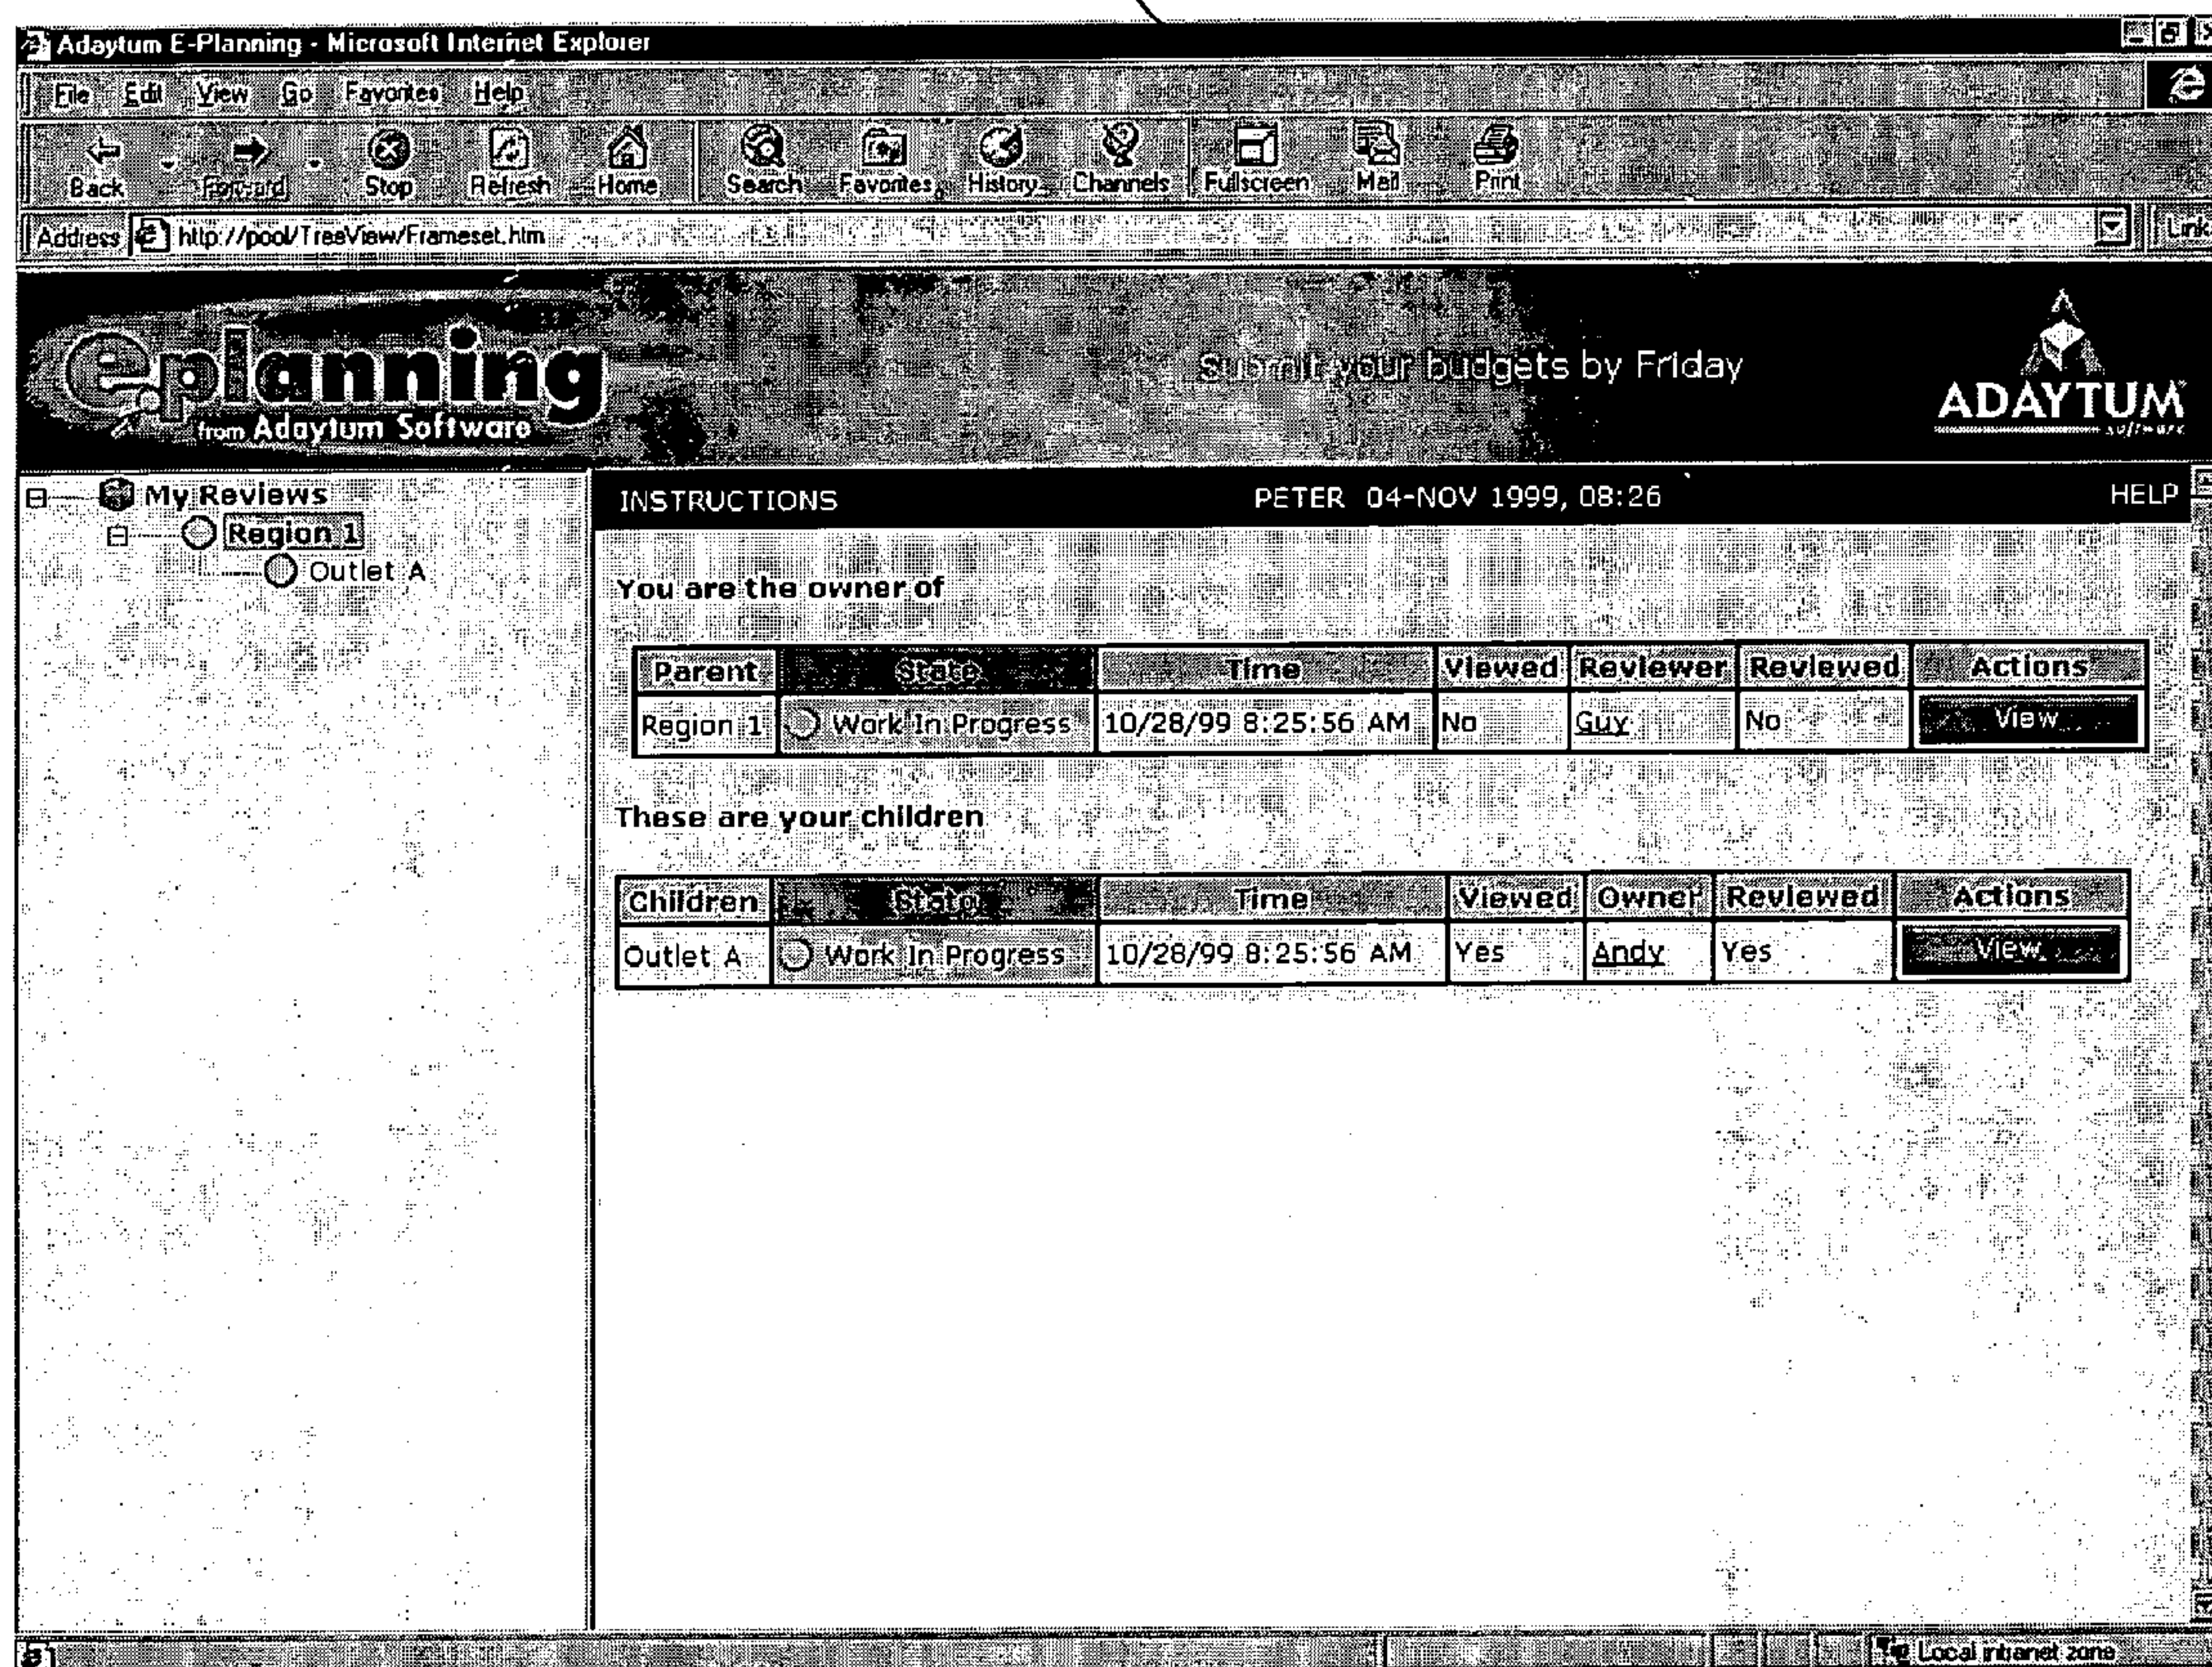 Adaytum E-Planning - Microsoft Internet Explorer
File Edit View Go Favorites Help
Back Forward Stop Refresh Home Search Favorites History Channels Fullscreen Mail Print
Address http://pool/TreeView/Frameset.htm Link
eplanning
from Adaytum Software
Submit your budgets by Friday
ADAYTUM
software
My Reviews
Region 1
Outlet A
INSTRUCTIONS PETER 04-NOV 1999, 08:26 HELP
You are the owner of
Parent State Time Viewed Reviewer Reviewed Actions
Region 1 Work In Progress 10/28/99 8:25:56 AM No Guy No View
These are your children
Children State Time Viewed Owner Reviewed Actions
Outlet A Work In Progress 10/28/99 8:25:56 AM Yes Andy Yes View
Local intranet zone